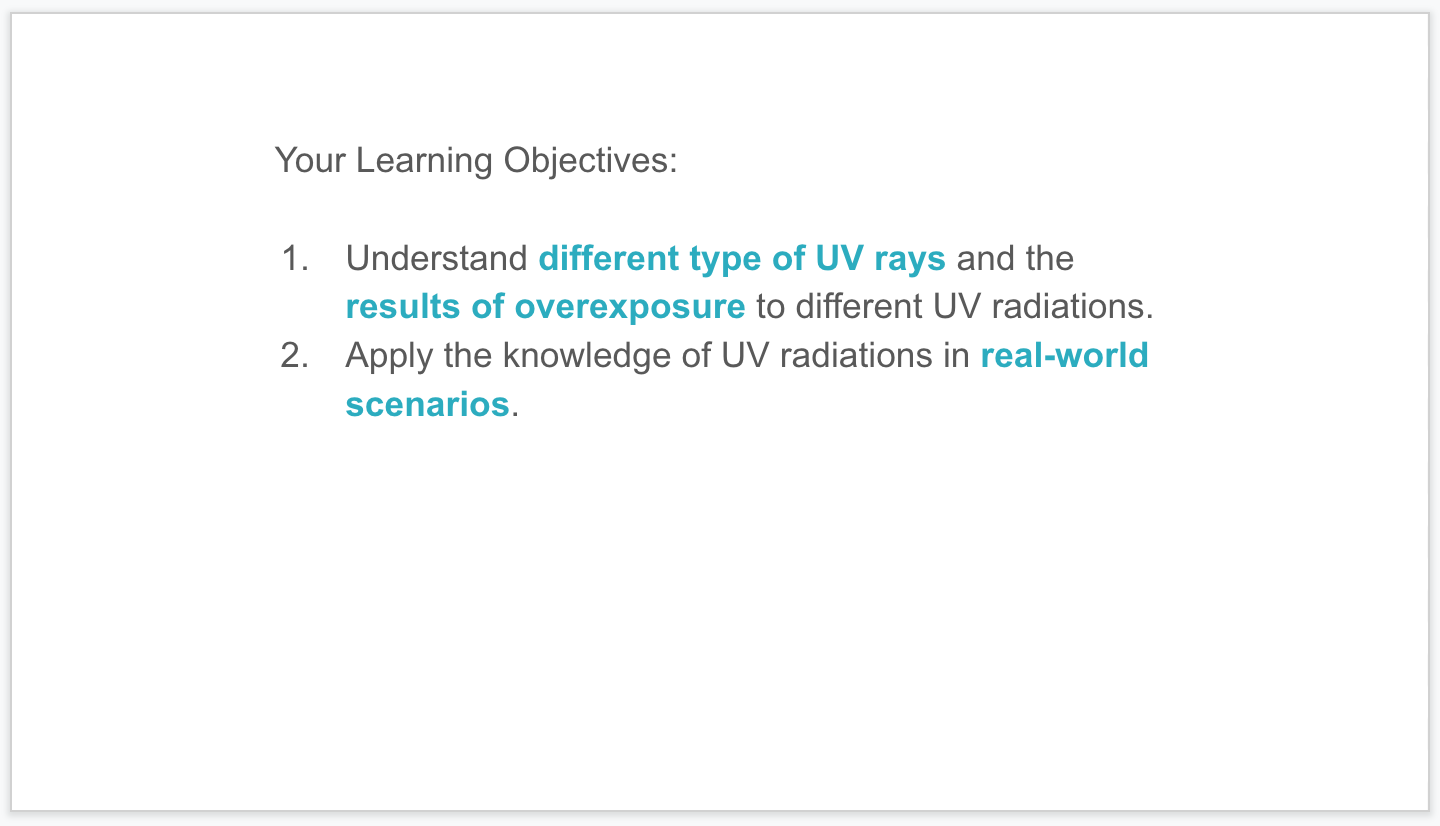 Your Learning Objectives:
1. Understand different type of UV rays and the
results of overexposure to different UV radiations.
2. Apply the knowledge of UV radiations in real-world
scenarios.